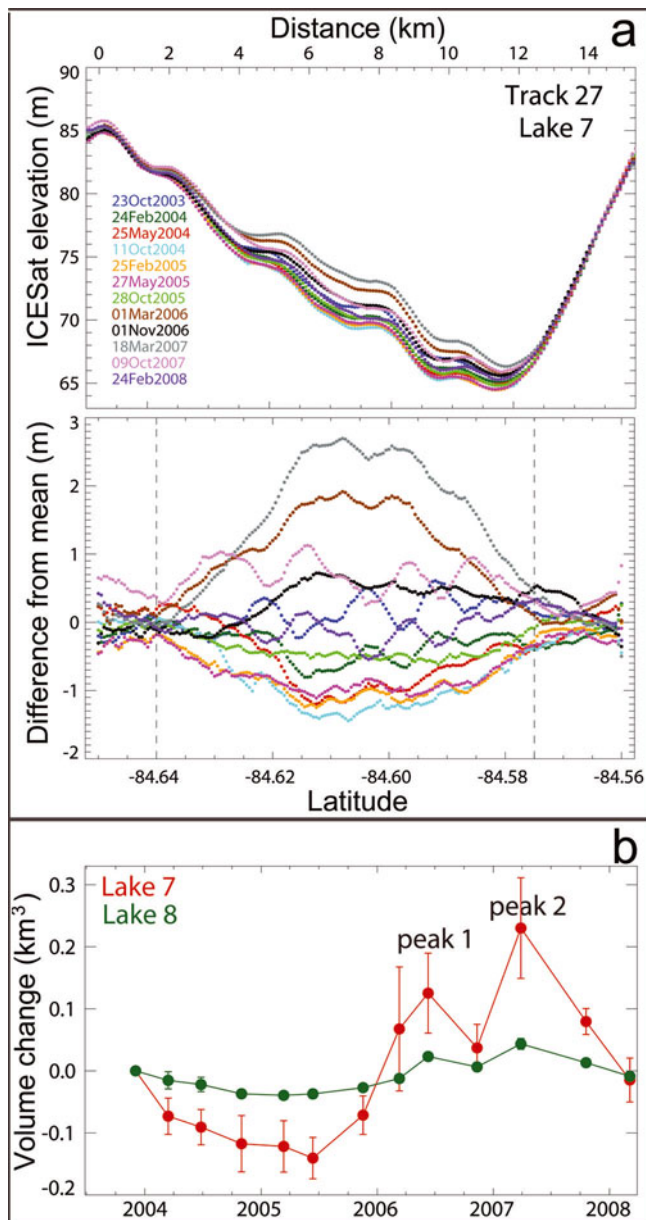 Distance (km)
a
0 2 4 6 8 10 12 14
90
85
80
75
70
65
ICESat elevation (m)
Track 27
Lake 7
23Oct2003
24Feb2004
25May2004
11Oct2004
25Feb2005
27May2005
28Oct2005
01Mar2006
01Nov2006
18Mar2007
09Oct2007
24Feb2008
3
2
1
0
-1
-2
Difference from mean (m)
-84.64 -84.62 -84.60 -84.58 -84.56
Latitude
b
Lake 7
Lake 8
peak 1
peak 2
0.3
0.2
0.1
0.0
-0.1
-0.2
Volume change (km³)
2004 2005 2006 2007 2008